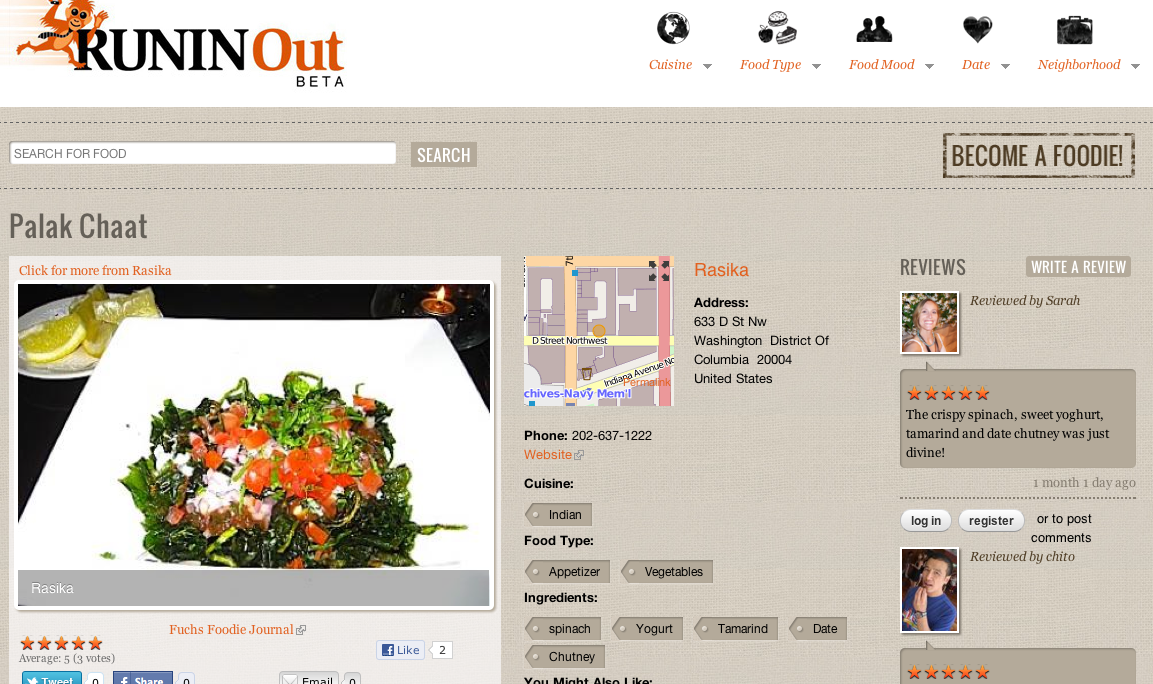 RUNINOut
BETA
Cuisine
Food Type
Food Mood
Date
Neighborhood
SEARCH FOR FOOD
SEARCH
BECOME A FOODIE!
Palak Chaat
Click for more from Rasika
Rasika
Fuchs Foodie Journal
Average: 5 (3 votes)
Like
2
Tweet
0
Share
0
Email
0
D Street Northwest
Indiana Avenue No
Permalink
chives-Navy Mem'l
Rasika
Address:
633 D St Nw
Washington District Of
Columbia 20004
United States
Phone: 202-637-1222
Website
Cuisine:
Indian
Food Type:
Appetizer
Vegetables
Ingredients:
spinach
Yogurt
Tamarind
Date
Chutney
You Might Also Like:
REVIEWS
WRITE A REVIEW
Reviewed by Sarah
The crispy spinach, sweet yoghurt,
tamarind and date chutney was just
divine!
1 month 1 day ago
log in
register
or to post
comments
Reviewed by chito